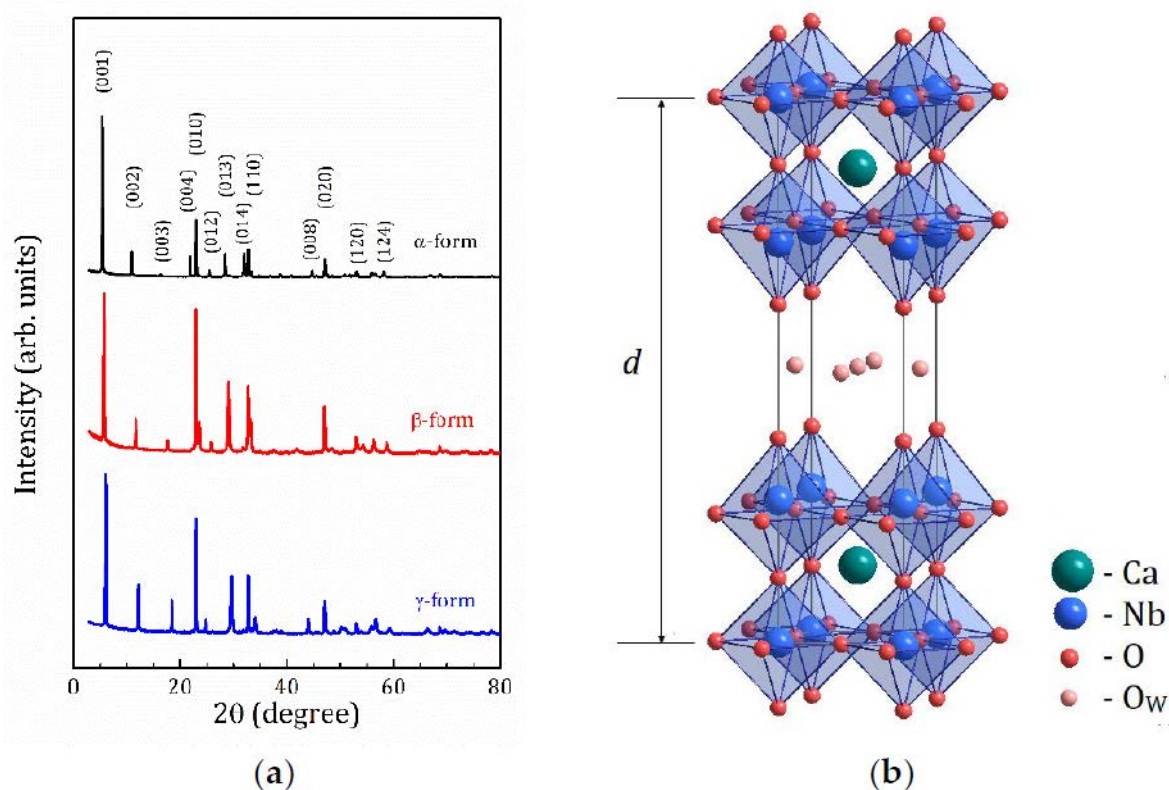 (001)
(002)
(003)
(004)
(010)
(012)
(013)
(014)
(110)
(008)
(020)
(120)
(124)
α-form
β-form
γ-form
Intensity (arb. units)
0 20 40 60 80
2θ (degree)
(a)
d
- Ca
- Nb
- O
- O_W
(b)